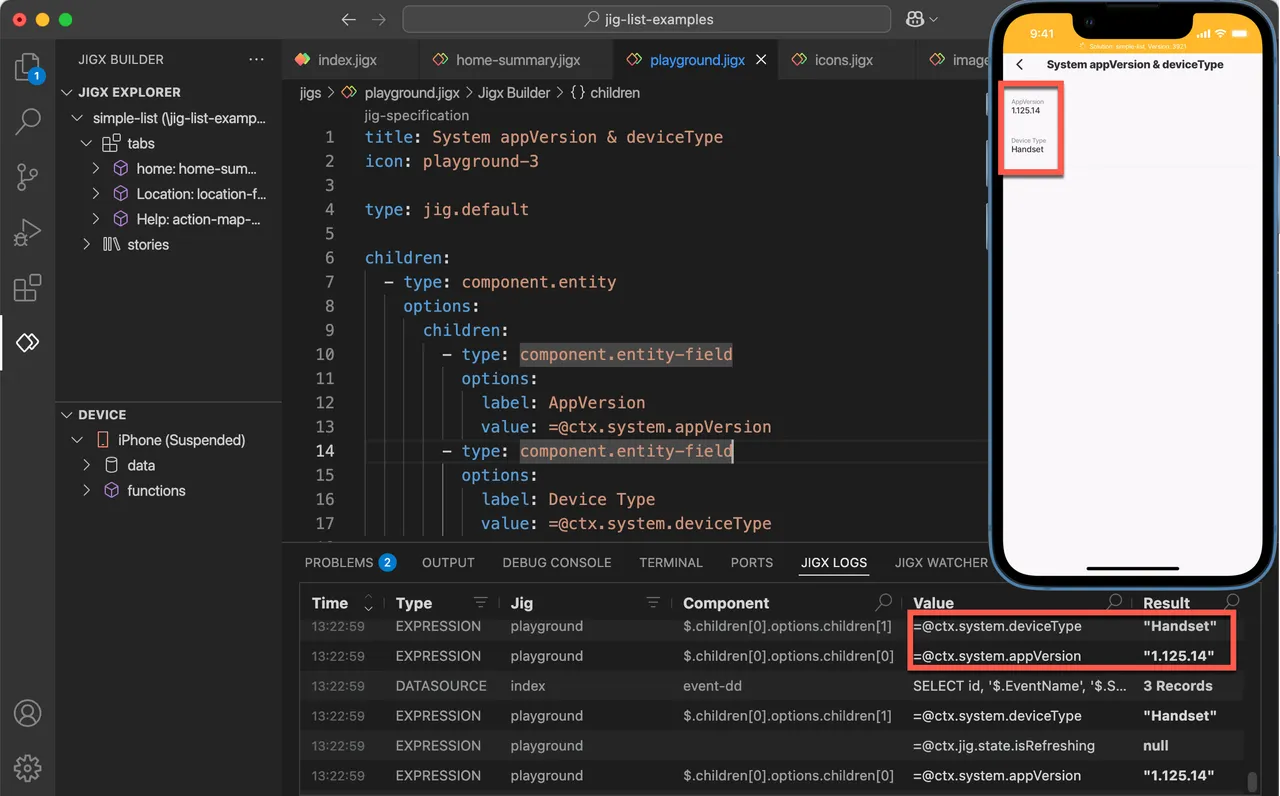 jig-list-examples
1
JIGX BUILDER
JIGX EXPLORER
simple-list (\jig-list-examp...
tabs
home: home-sum...
Location: location-f...
Help: action-map-...
stories
DEVICE
iPhone (Suspended)
data
functions
index.jigx
home-summary.jigx
playground.jigx
icons.jigx
image
jigs > playground.jigx > Jigx Builder > {} children
jig-specification
1 title: System appVersion & deviceType
2 icon: playground-3
3
4 type: jig.default
5
6 children:
7 - type: component.entity
8 options:
9 children:
10 - type: component.entity-field
11 options:
12 label: AppVersion
13 value: =@ctx.system.appVersion
14 - type: component.entity-field
15 options:
16 label: Device Type
17 value: =@ctx.system.deviceType
9:41
Solution: simple-list, Version: 3921
System appVersion & deviceType
AppVersion
1.125.14
Device Type
Handset
PROBLEMS 2 OUTPUT DEBUG CONSOLE TERMINAL PORTS JIGX LOGS JIGX WATCHER
Time Type Jig Component Value Result
13:22:59 EXPRESSION playground $.children[0].options.children[1] =@ctx.system.deviceType "Handset"
13:22:59 EXPRESSION playground $.children[0].options.children[0] =@ctx.system.appVersion "1.125.14"
13:22:59 DATASOURCE index event-dd SELECT id, '$.EventName', '$.S... 3 Records
13:22:59 EXPRESSION playground $.children[0].options.children[1] =@ctx.system.deviceType "Handset"
13:22:59 EXPRESSION playground =@ctx.jig.state.isRefreshing null
13:22:59 EXPRESSION playground $.children[0].options.children[0] =@ctx.system.appVersion "1.125.14"